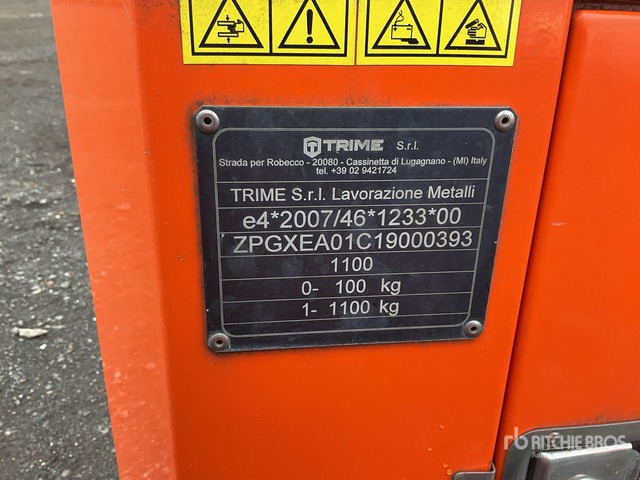 TRIME S.r.l.
Strada per Robecco - 20080 - Cassinetta di Lugagnano - (MI) Italy
tel. +39 02 9421724
TRIME S.r.l. Lavorazione Metalli
e4*2007/46*1233*00
ZPGXEA01C19000393
1100
0- 100 kg
1- 1100 kg
rb RITCHIE BROS